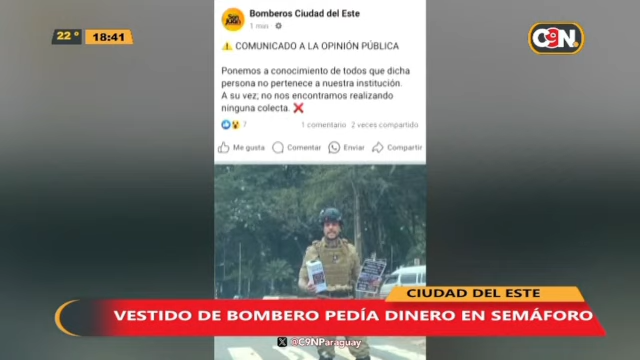 22 º
18:41
San Juan
Bomberos Ciudad del Este
1 min
C9N
⚠ COMUNICADO A LA OPINIÓN PÚBLICA
Ponemos a conocimiento de todos que dicha
persona no pertenece a nuestra institución.
A su vez; no nos encontramos realizando
ninguna colecta. ❌
7
1 comentario 2 veces compartido
Me gusta Comentar Enviar Compartir
CIUDAD DEL ESTE
VESTIDO DE BOMBERO PEDÍA DINERO EN SEMÁFORO
@C9NParaguay